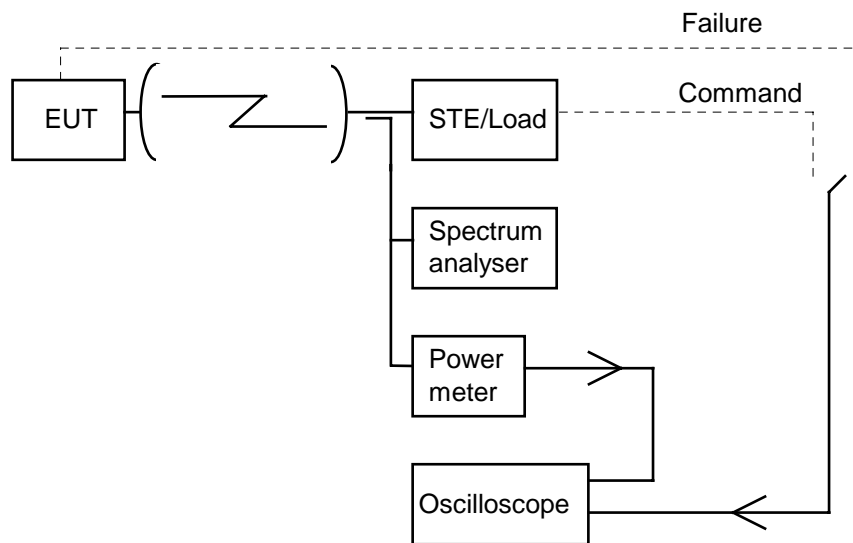 Failure
Command
EUT
STE/Load
Spectrum
analyser
Power
meter
Oscilloscope